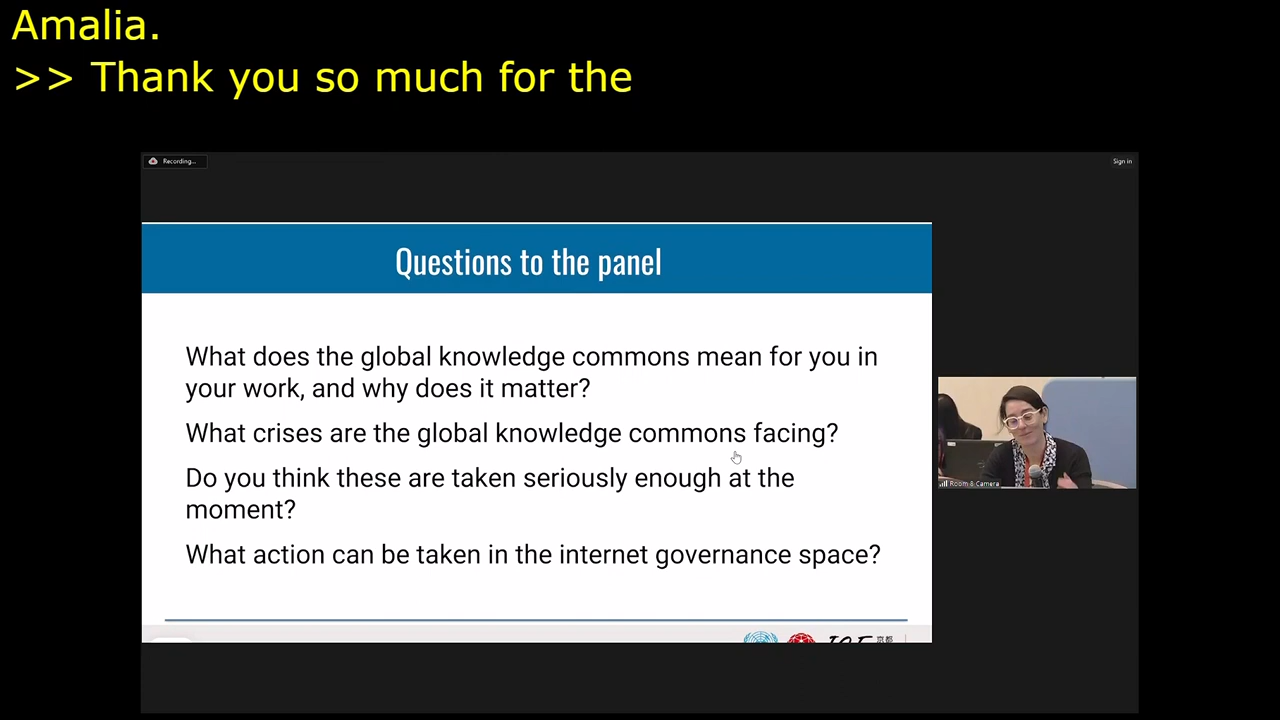 Amalia.
>> Thank you so much for the
Recording...
Sign in
Questions to the panel
What does the global knowledge commons mean for you in
your work, and why does it matter?
What crises are the global knowledge commons facing?
Do you think these are taken seriously enough at the
moment?
What action can be taken in the internet governance space?
Room 8 Camera